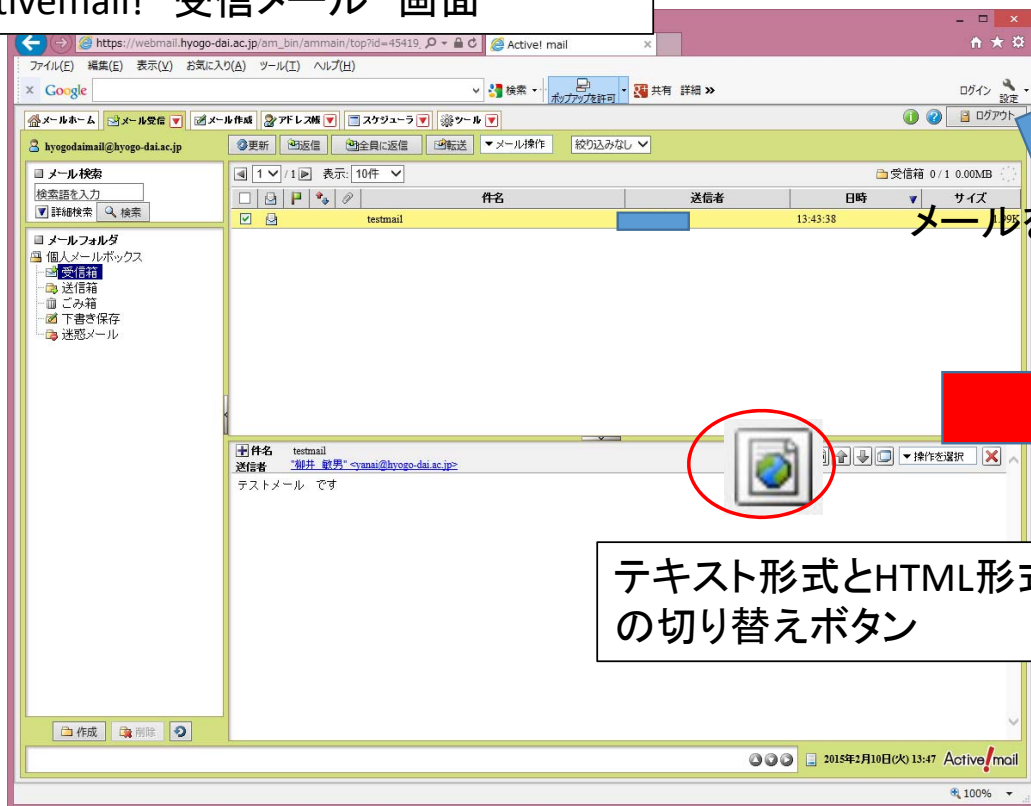 tivemail! 受信メール 画面
https://webmail.hyogo-dai.ac.jp/am_bin/ammain/top?id=45419
Active! mail
ファイル(F) 編集(E) 表示(V) お気に入り(A) ツール(T) ヘルプ(H)
x Google 検索 ポップアップを許可 共有 詳細 » ログイン 設定
メールホーム メール受信 メール作成 アドレス帳 スケジューラ ツール ログアウト
hyogodaimail@hyogo-dai.ac.jp 更新 返信 全員に返信 転送 ▼メール操作 絞り込みなし
メール検索
検索語を入力
詳細検索 検索
1 / 1 表示: 10件 受信箱 0 / 1 0.00MB
件名 送信者 日時 サイズ
testmail 13:43:38 1.99K
メールを
メールフォルダ
個人メールボックス
受信箱
送信箱
ごみ箱
下書き保存
迷惑メール
件名 testmail
送信者 "柳井 敏男" <yanai@hyogo-dai.ac.jp>
▼操作を選択
テストメール です
テキスト形式とHTML形式
の切り替えボタン
作成 削除
2015年2月10日(火) 13:47 Active! mail
100%